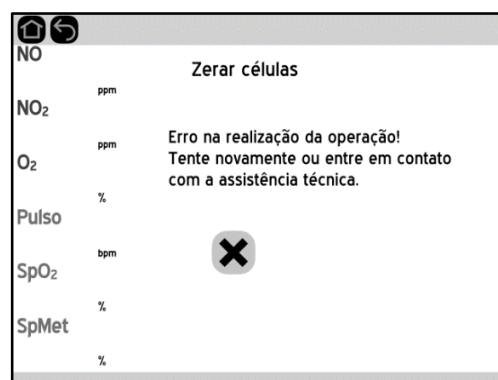 NO
Zerar células
ppm
NO₂
ppm
Erro na realização da operação!
Tente novamente ou entre em contato
com a assistência técnica.
O₂
%
Pulso
bpm
SpO₂
%
SpMet
%